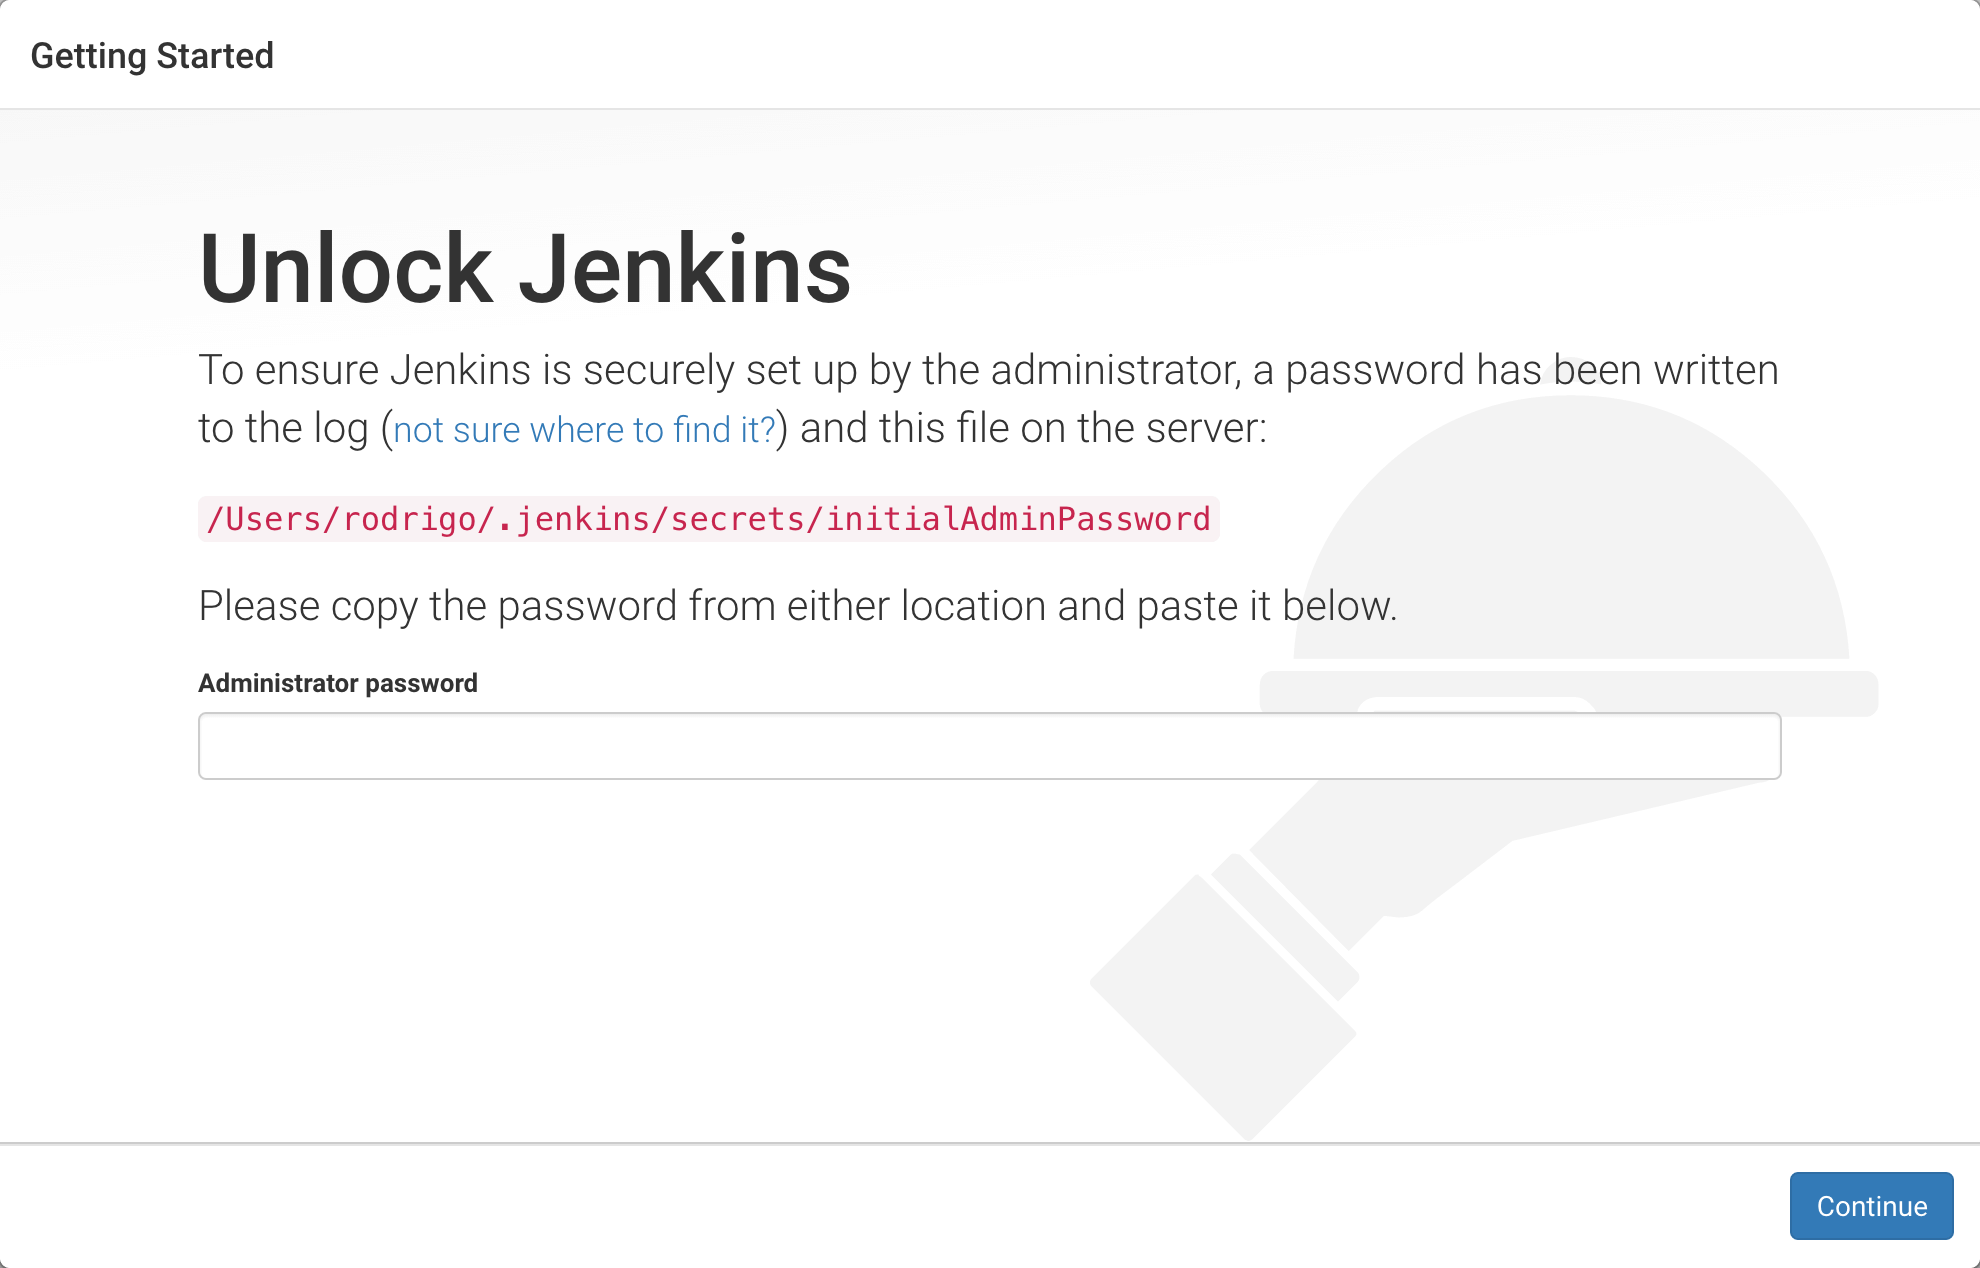 Getting Started
Unlock Jenkins
To ensure Jenkins is securely set up by the administrator, a password has been written
to the log (not sure where to find it?) and this file on the server:
/Users/rodrigo/.jenkins/secrets/initialAdminPassword
Please copy the password from either location and paste it below.
Administrator password
Continue